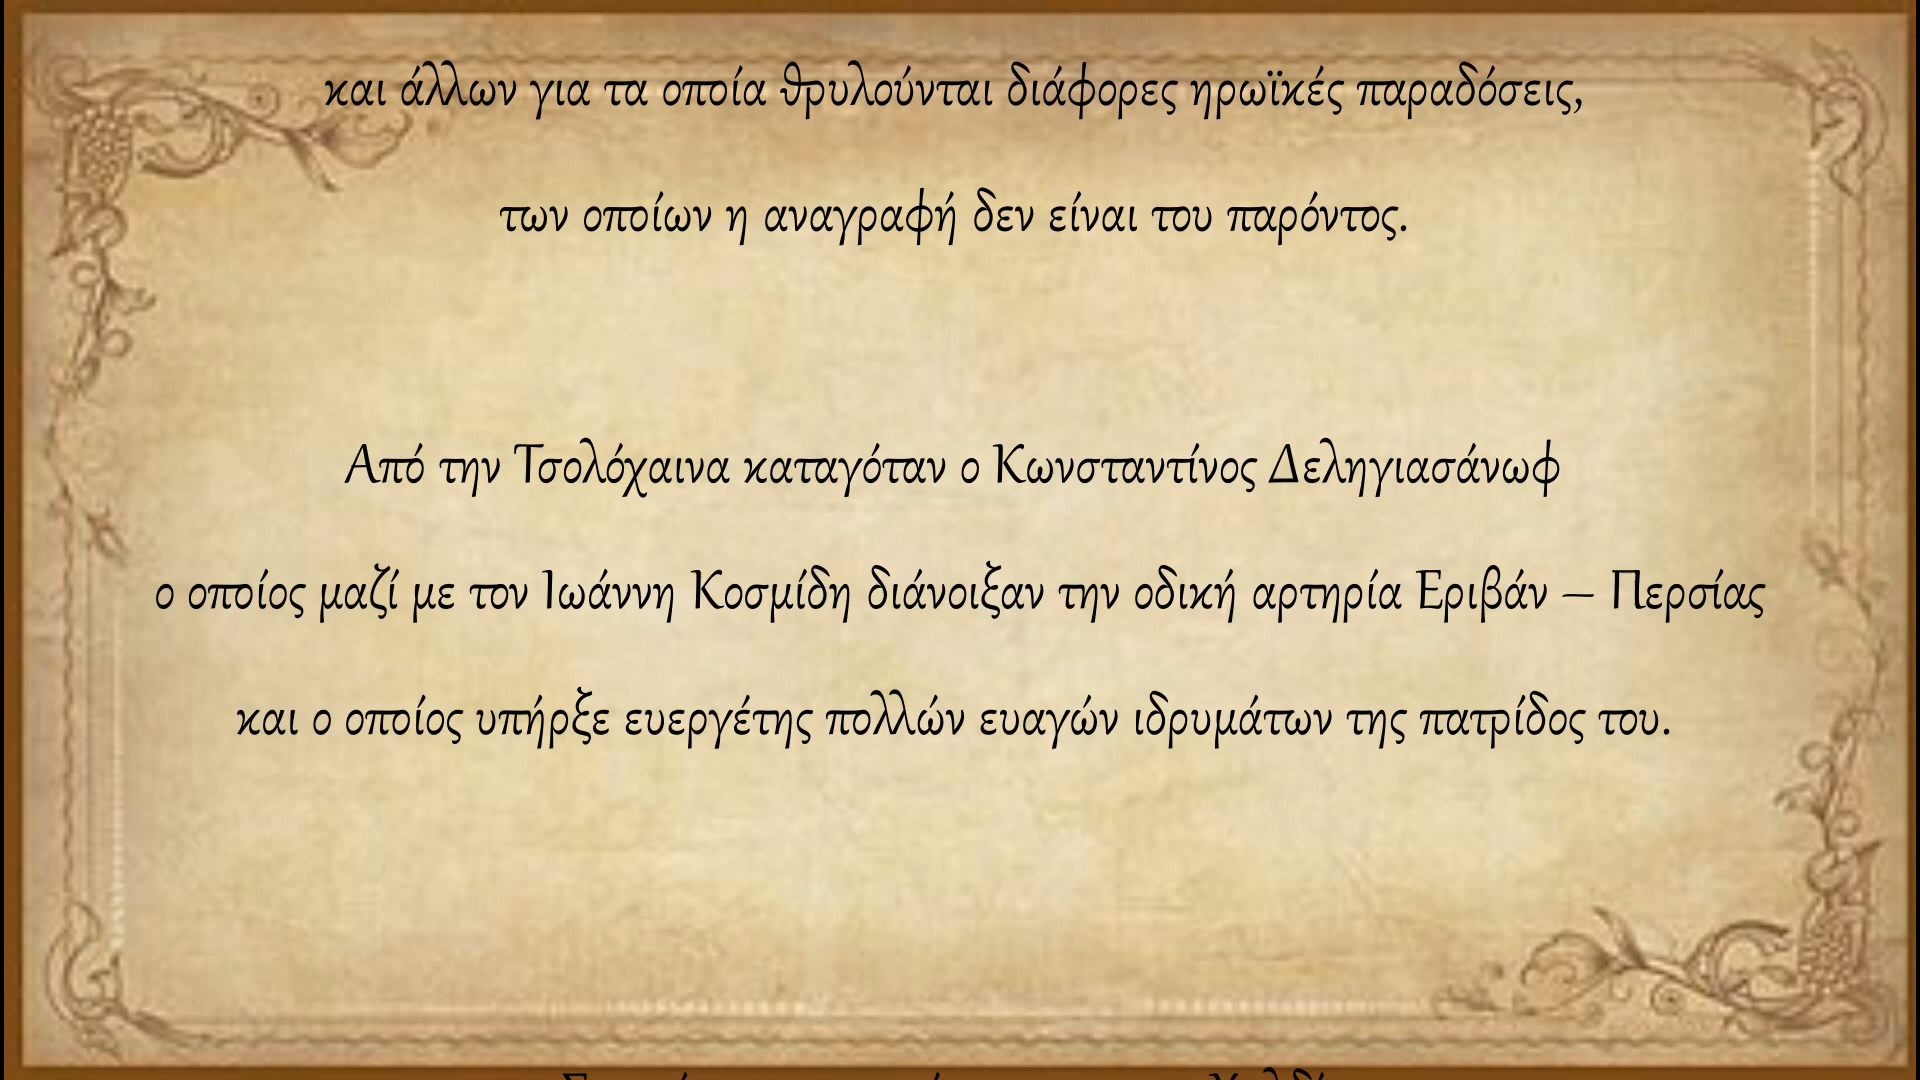 και άλλων για τα οποία θρυλούνται διάφορες ηρωϊκές παραδόσεις,
των οποίων η αναγραφή δεν είναι του παρόντος.
Από την Τσολόχαινα καταγόταν ο Κωνσταντίνος Δεληγιασάνωφ
ο οποίος μαζί με τον Ιωάννη Κοσμίδη διάνοιξαν την οδική αρτηρία Εριβάν – Περσίας
και ο οποίος υπήρξε ευεργέτης πολλών ευαγών ιδρυμάτων της πατρίδος του.